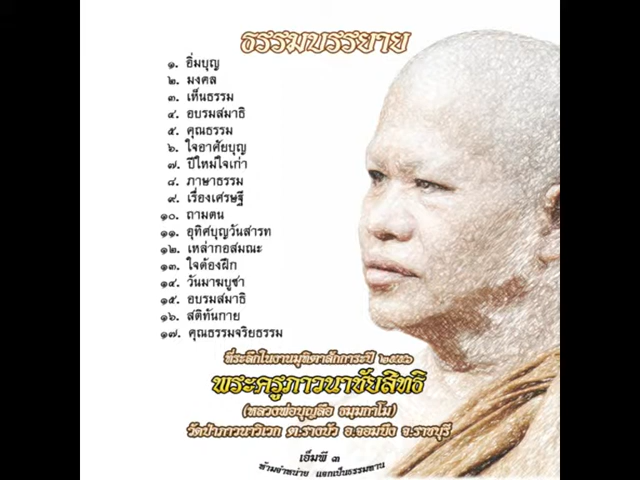 ธรรมบรรยาย
๑. อิ่มบุญ
๒. มงคล
๓. เห็นธรรม
๔. อบรมสมาธิ
๕. คุณธรรม
๖. ใจอาศัยบุญ
๗. ปีใหม่ใจเก่า
๘. ภาษาธรรม
๙. เรื่องเศรษฐี
๑๐. ถามตน
๑๑. อุทิศบุญวันสารท
๑๒. เหล่ากอสมณะ
๑๓. ใจต้องฝึก
๑๔. วันมาฆบูชา
๑๕. อบรมสมาธิ
๑๖. สติทันกาย
๑๗. คุณธรรมจริยธรรม
ที่ระลึกในงานมุทิตาสักการะปี ๒๕๕๖
พระครูภาวนาชัยสิทธิ
(หลวงพ่อบุญลือ ธมฺมกาโม)
วัดป่าภาวนาวิเวก ต.รางบัว อ.จอมบึง จ.ราชบุรี
เอ็มพี ๓
ห้ามจำหน่าย แจกเป็นธรรมทาน